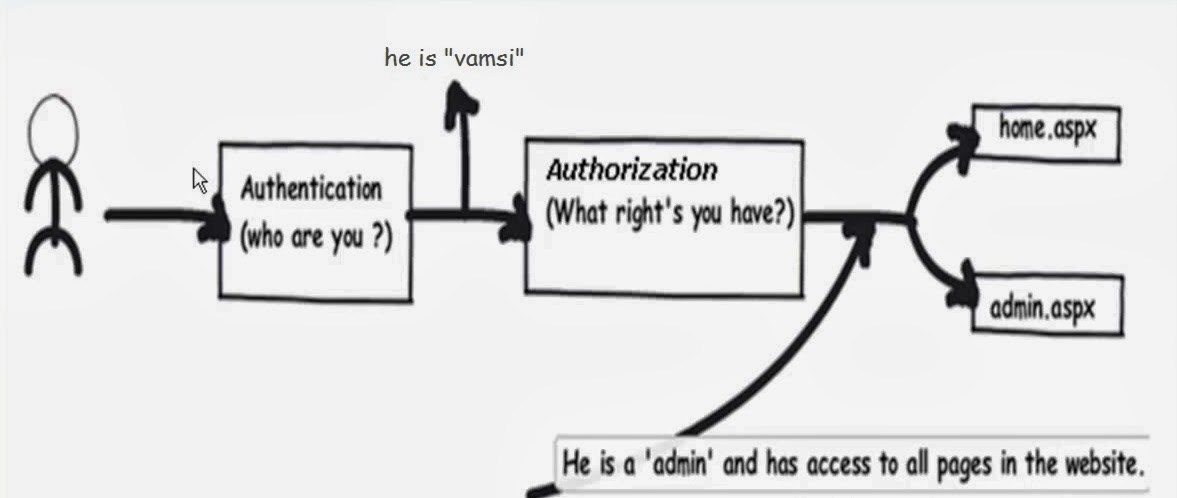 he is "vamsi"
Authentication
(who are you ?)
Authorization
(What right's you have?)
home.aspx
admin.aspx
He is a 'admin' and has access to all pages in the website.